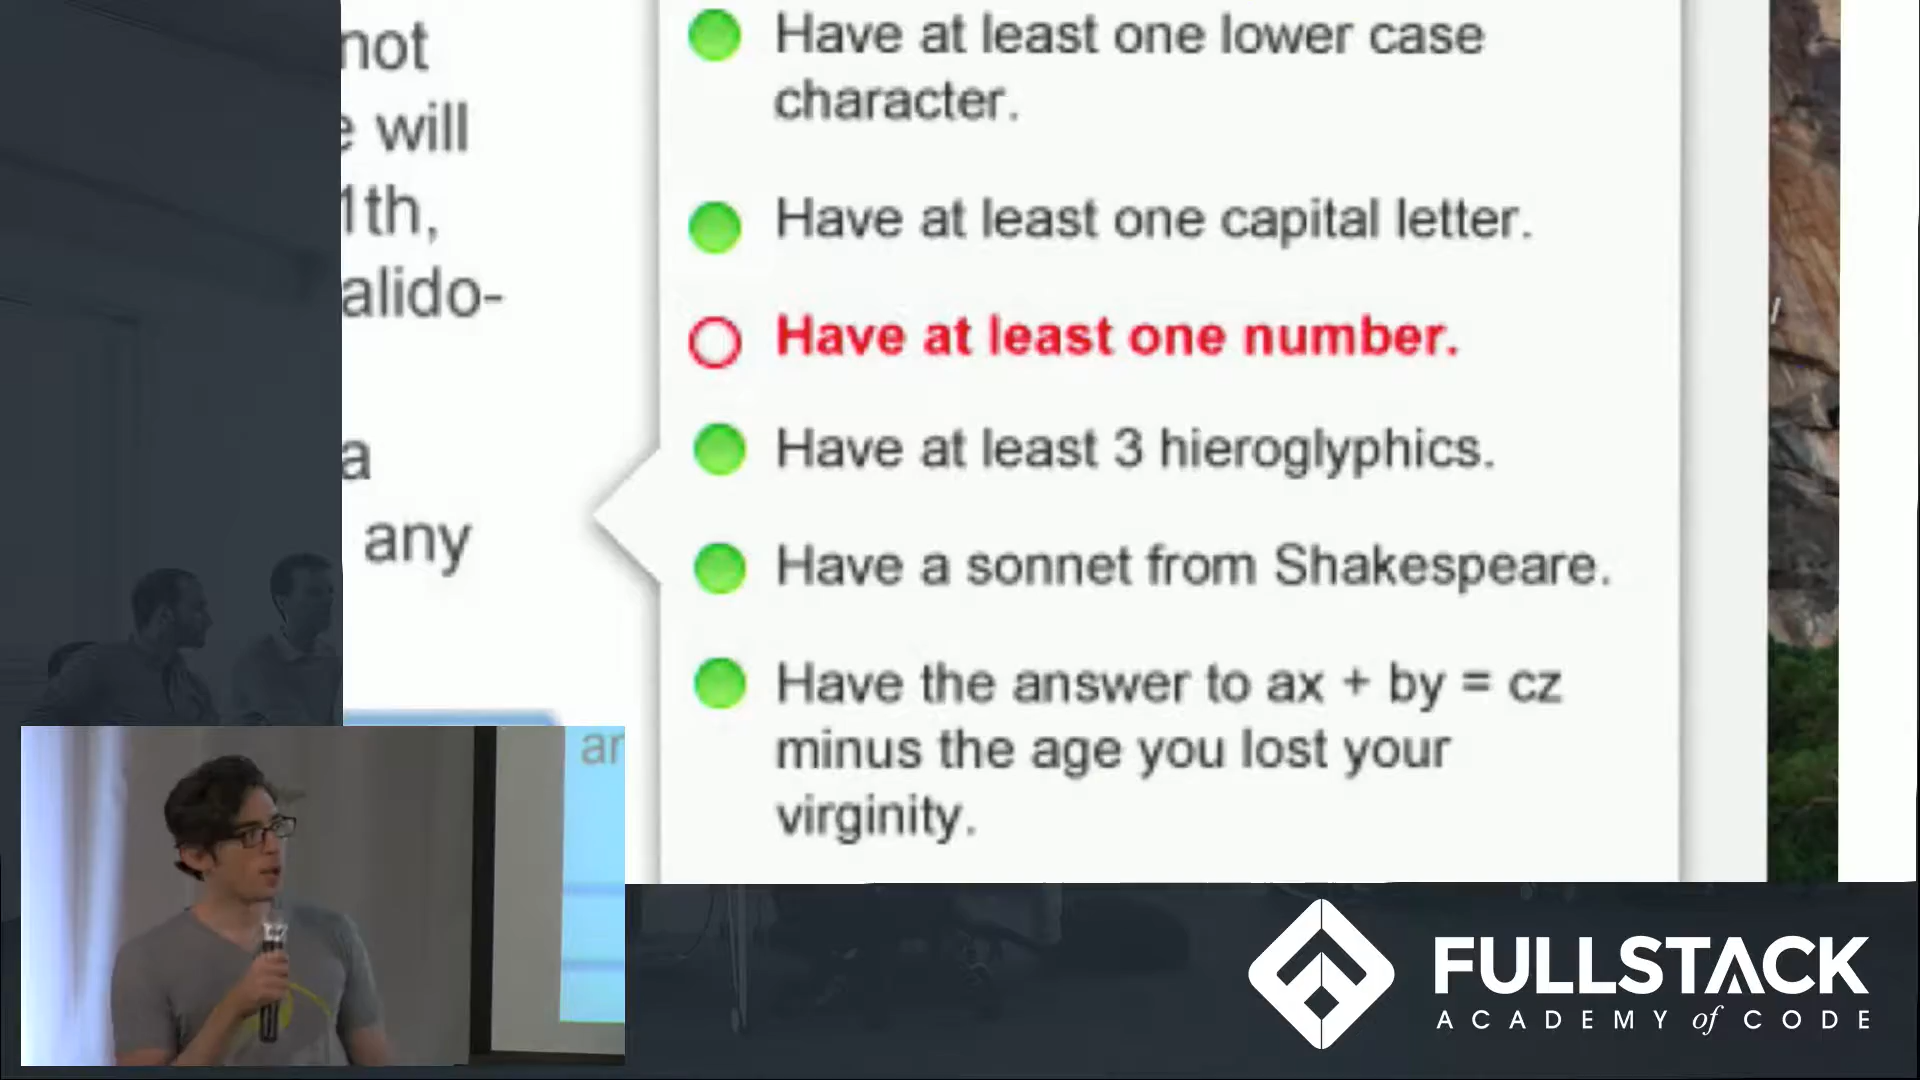 not
will
1th,
alido-
a
any
Have at least one lower case
character.
Have at least one capital letter.
Have at least one number.
Have at least 3 hieroglyphics.
Have a sonnet from Shakespeare.
Have the answer to ax + by = cz
minus the age you lost your
virginity.
ar
FULLSTACK
ACADEMY of CODE